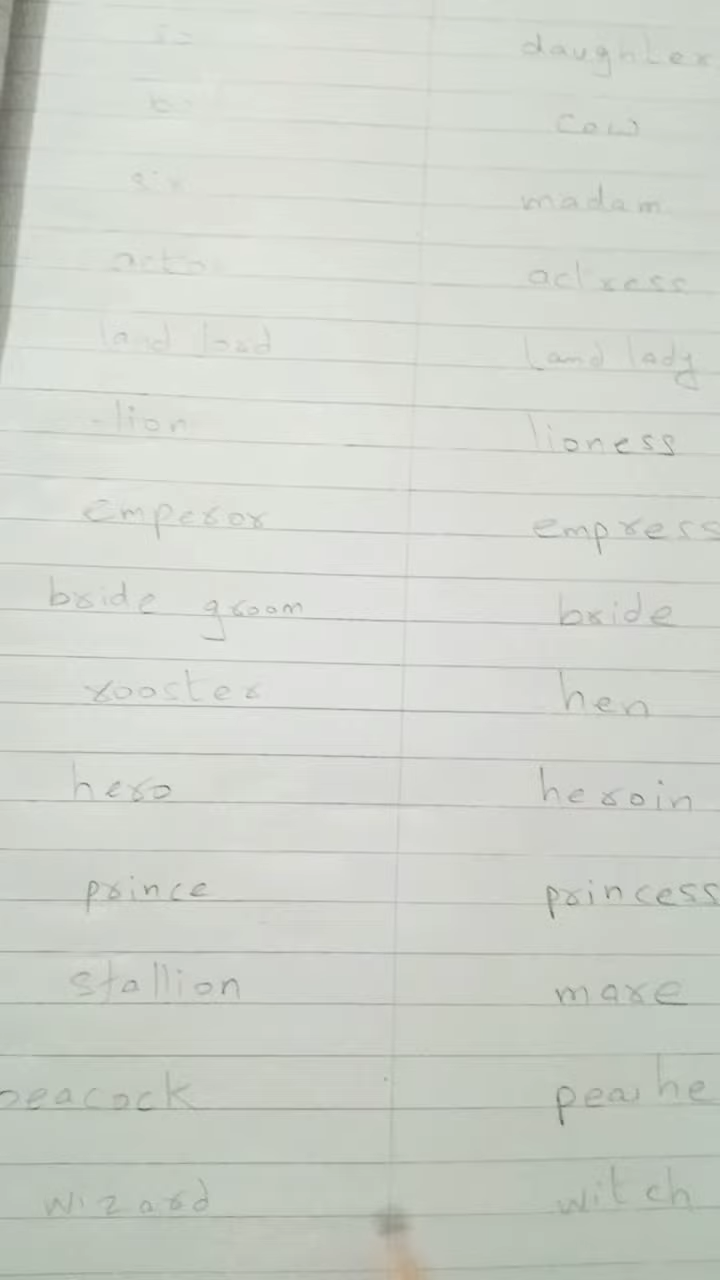 daughter
cow
madam
actress
land lord land lady
lion lioness
emperor empress
bride groom bride
rooster hen
hero heroin
prince princess
stallion mare
peacock
wizard witch